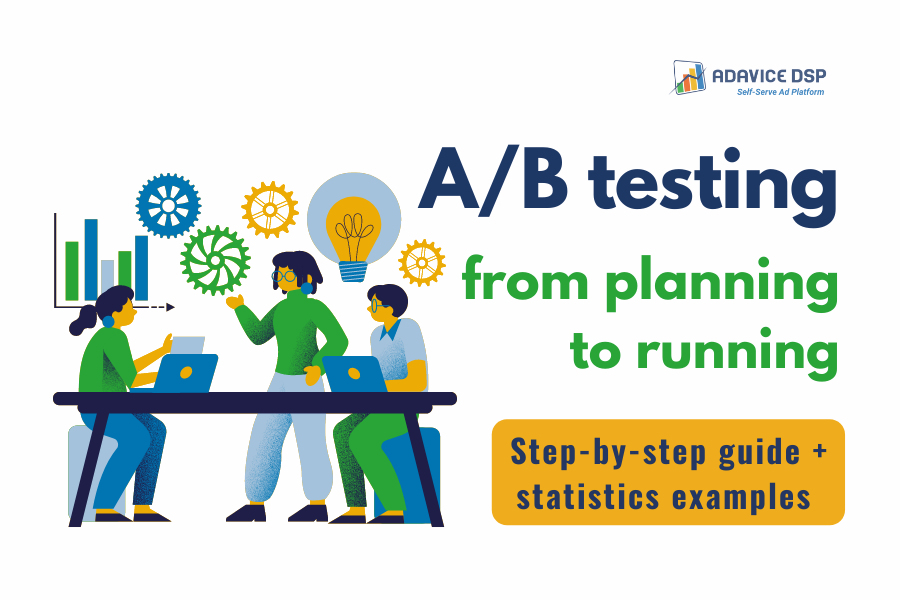 ADAVICE DSP
Self-Serve Ad Platform
A/B testing
from planning
to running
Step-by-step guide +
statistics examples